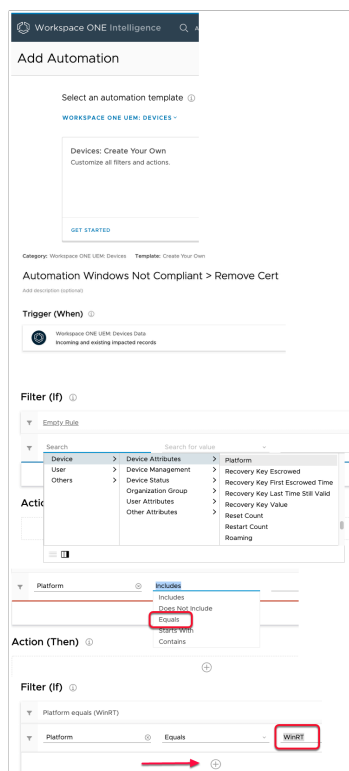 Workspace ONE Intelligence
Add Automation
Select an automation template
WORKSPACE ONE UEM: DEVICES
Devices: Create Your Own
Customize all filters and actions.
GET STARTED
Category: Workspace ONE UEM: Devices Template: Create Your Own
Automation Windows Not Compliant > Remove Cert
Add description (optional)
Trigger (When)
Workspace ONE UEM: Devices Data
Incoming and existing impacted records
Filter (If)
Empty Rule
Search Search for value
Device > Device Attributes > Platform
User > Device Management > Recovery Key Escrowed
Others > Device Status > Recovery Key First Escrowed Time
Organization Group > Recovery Key Last Time Still Valid
User Attributes > Recovery Key Value
Other Attributes > Reset Count
Restart Count
Roaming
Actio
Platform Includes
Includes
Does Not Include
Equals
Starts With
Contains
Action (Then)
Filter (If)
Platform equals (WinRT)
Platform Equals WinRT